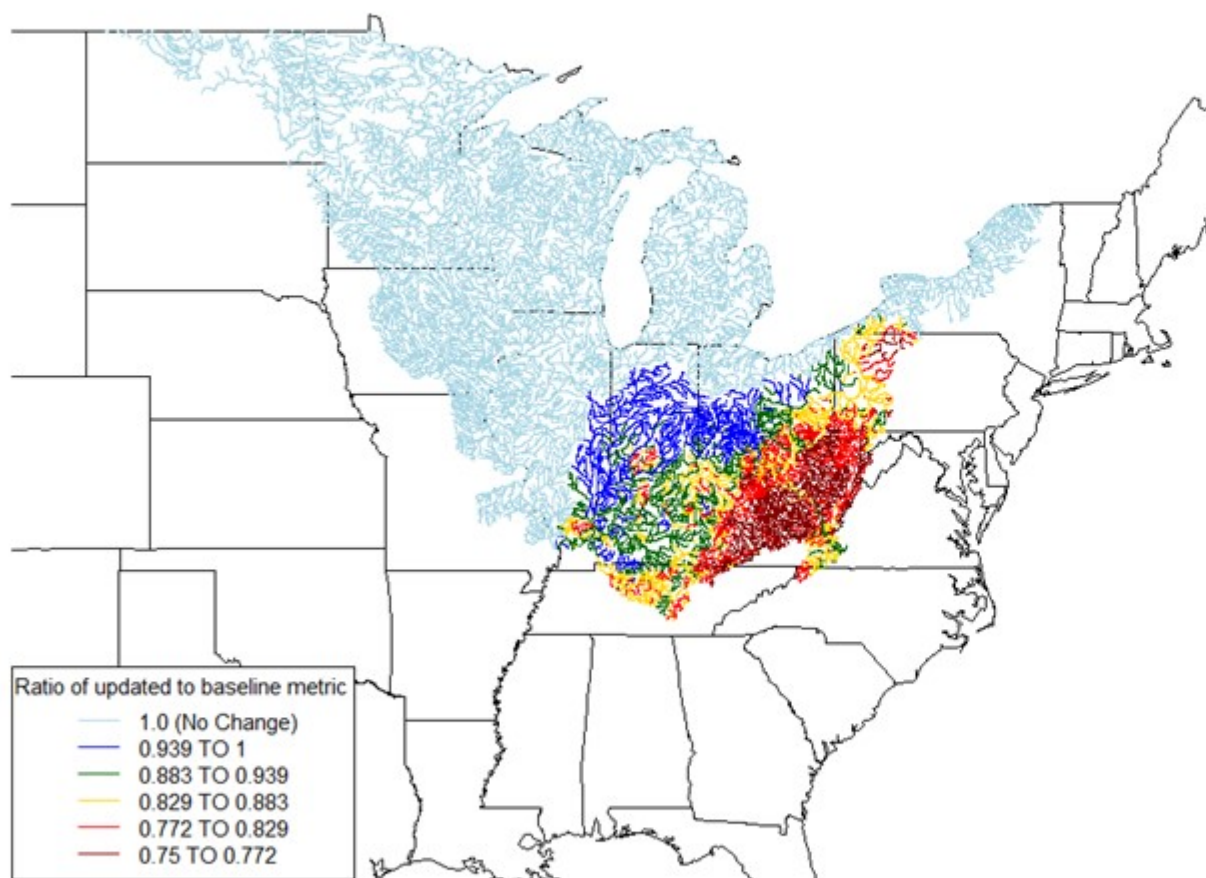 Ratio of updated to baseline metric
1.0 (No Change)
0.939 TO 1
0.883 TO 0.939
0.829 TO 0.883
0.772 TO 0.829
0.75 TO 0.772